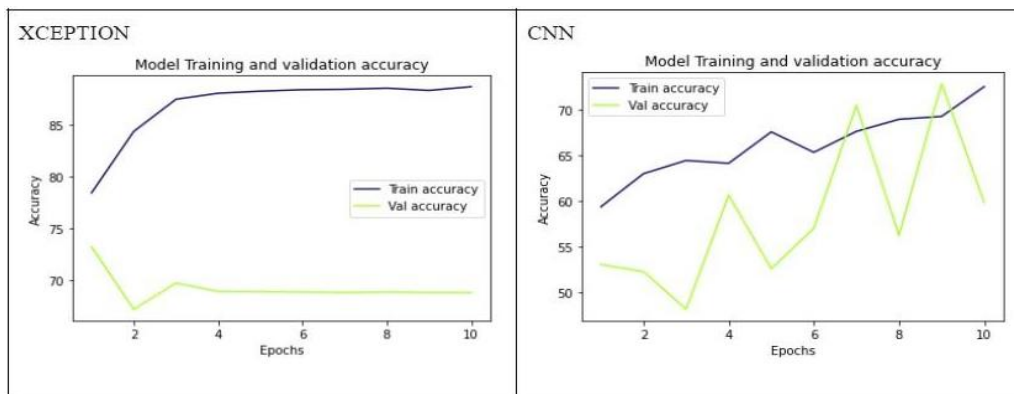 XCEPTION
Model Training and validation accuracy
85
80
75
70
Accuracy
Train accuracy
Val accuracy
2
4
6
8
10
Epochs
CNN
Model Training and validation accuracy
Train accuracy
Val accuracy
70
65
60
55
50
Accuracy
2
4
6
8
10
Epochs